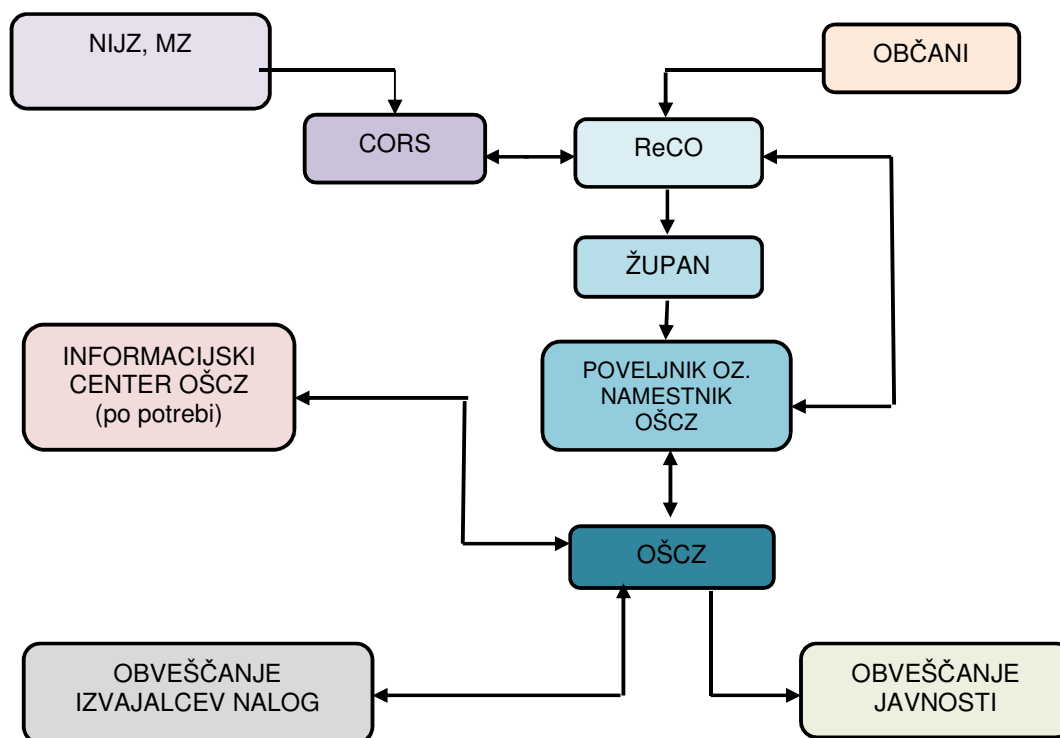 NIJZ, MZ
OBČANI
CORS
ReCO
ŽUPAN
INFORMACIJSKI
CENTER OŠCZ
(po potrebi)
POVELJNIK OZ.
NAMESTNIK
OŠCZ
OŠCZ
OBVEŠČANJE
IZVAJALCEV NALOG
OBVEŠČANJE
JAVNOSTI